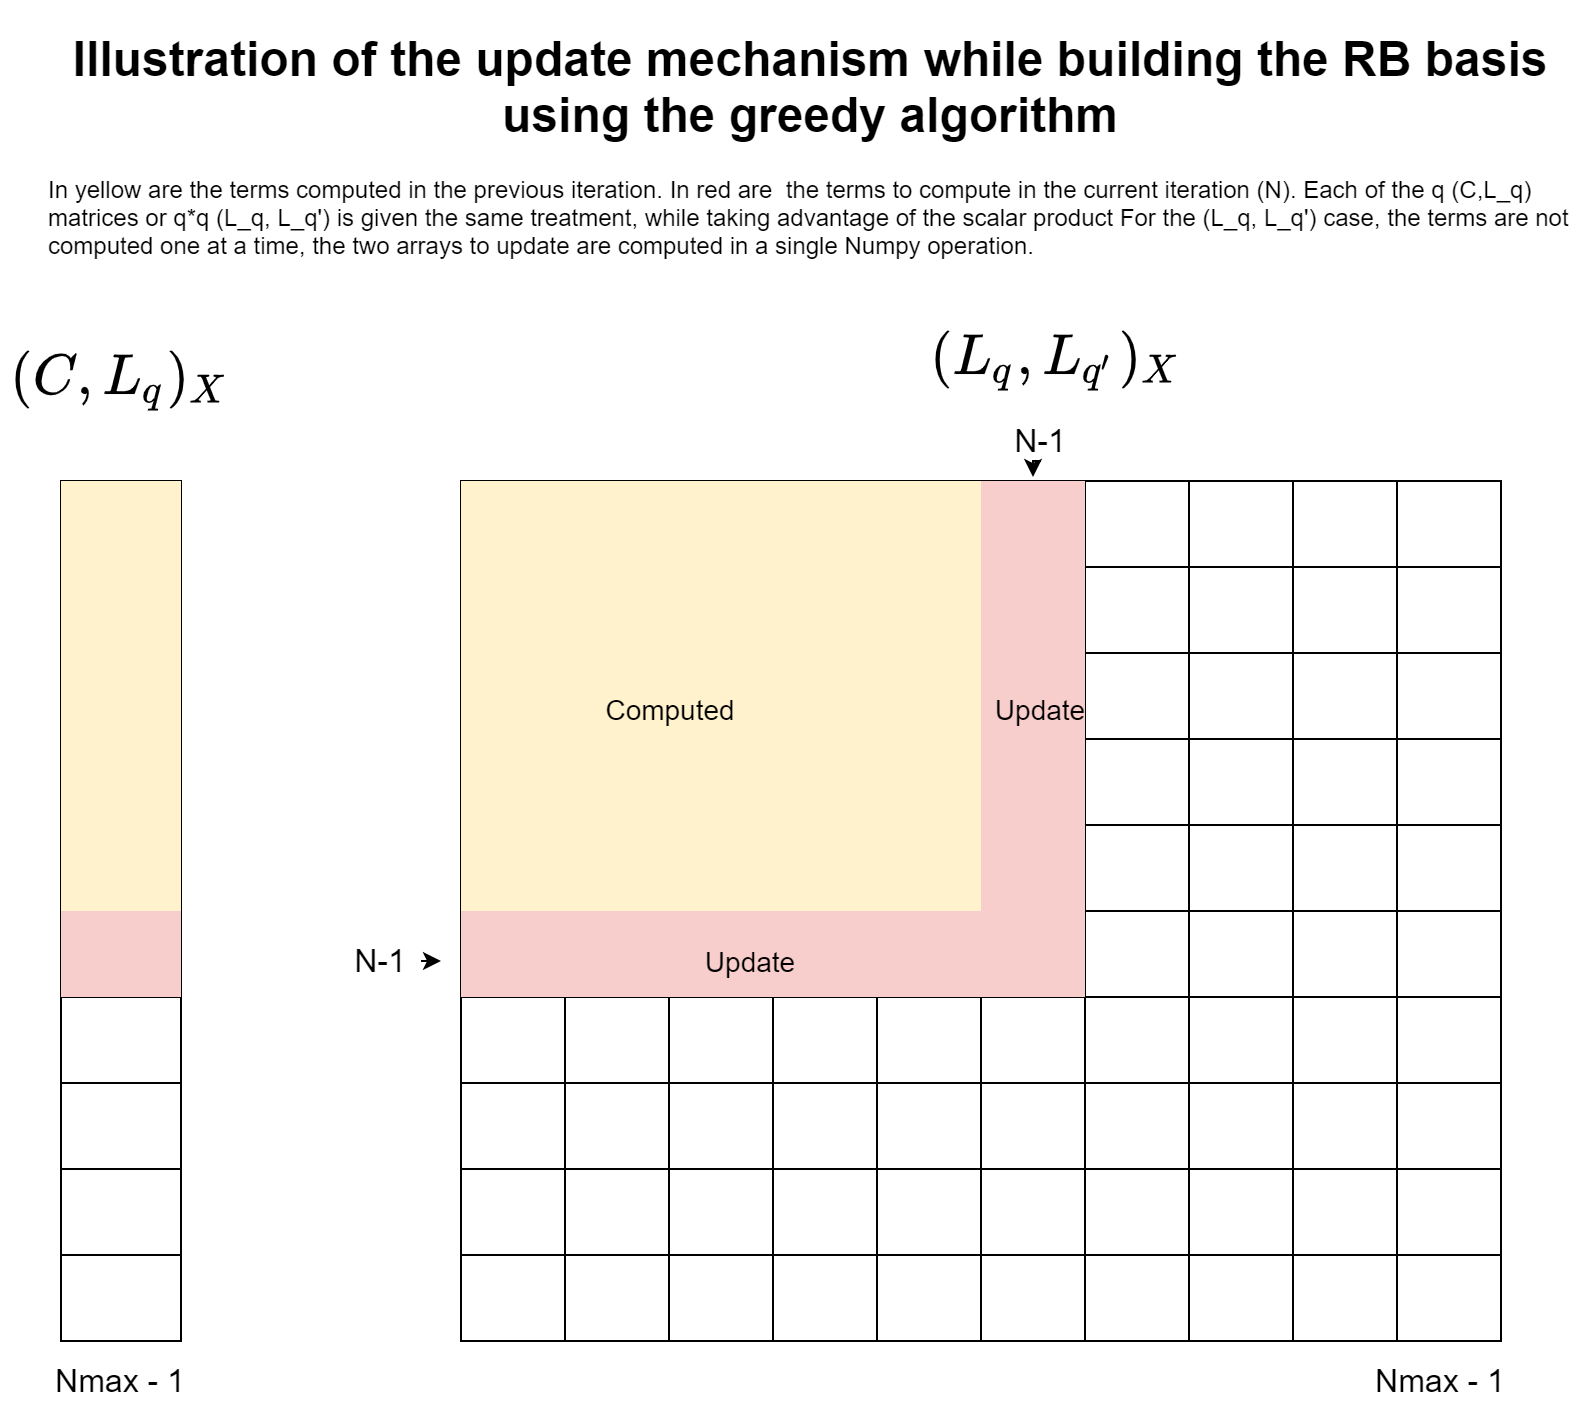 Illustration of the update mechanism while building the RB basis
using the greedy algorithm
In yellow are the terms computed in the previous iteration. In red are  the terms to compute in the current iteration (N). Each of the q (C,L_q)
matrices or q*q (L_q, L_q') is given the same treatment, while taking advantage of the scalar product For the (L_q, L_q') case, the terms are not
computed one at a time, the two arrays to update are computed in a single Numpy operation.
(C, L_q)_X
(L_q, L_q')_X
N-1
Computed
Update
N-1
Update
Nmax - 1
Nmax - 1